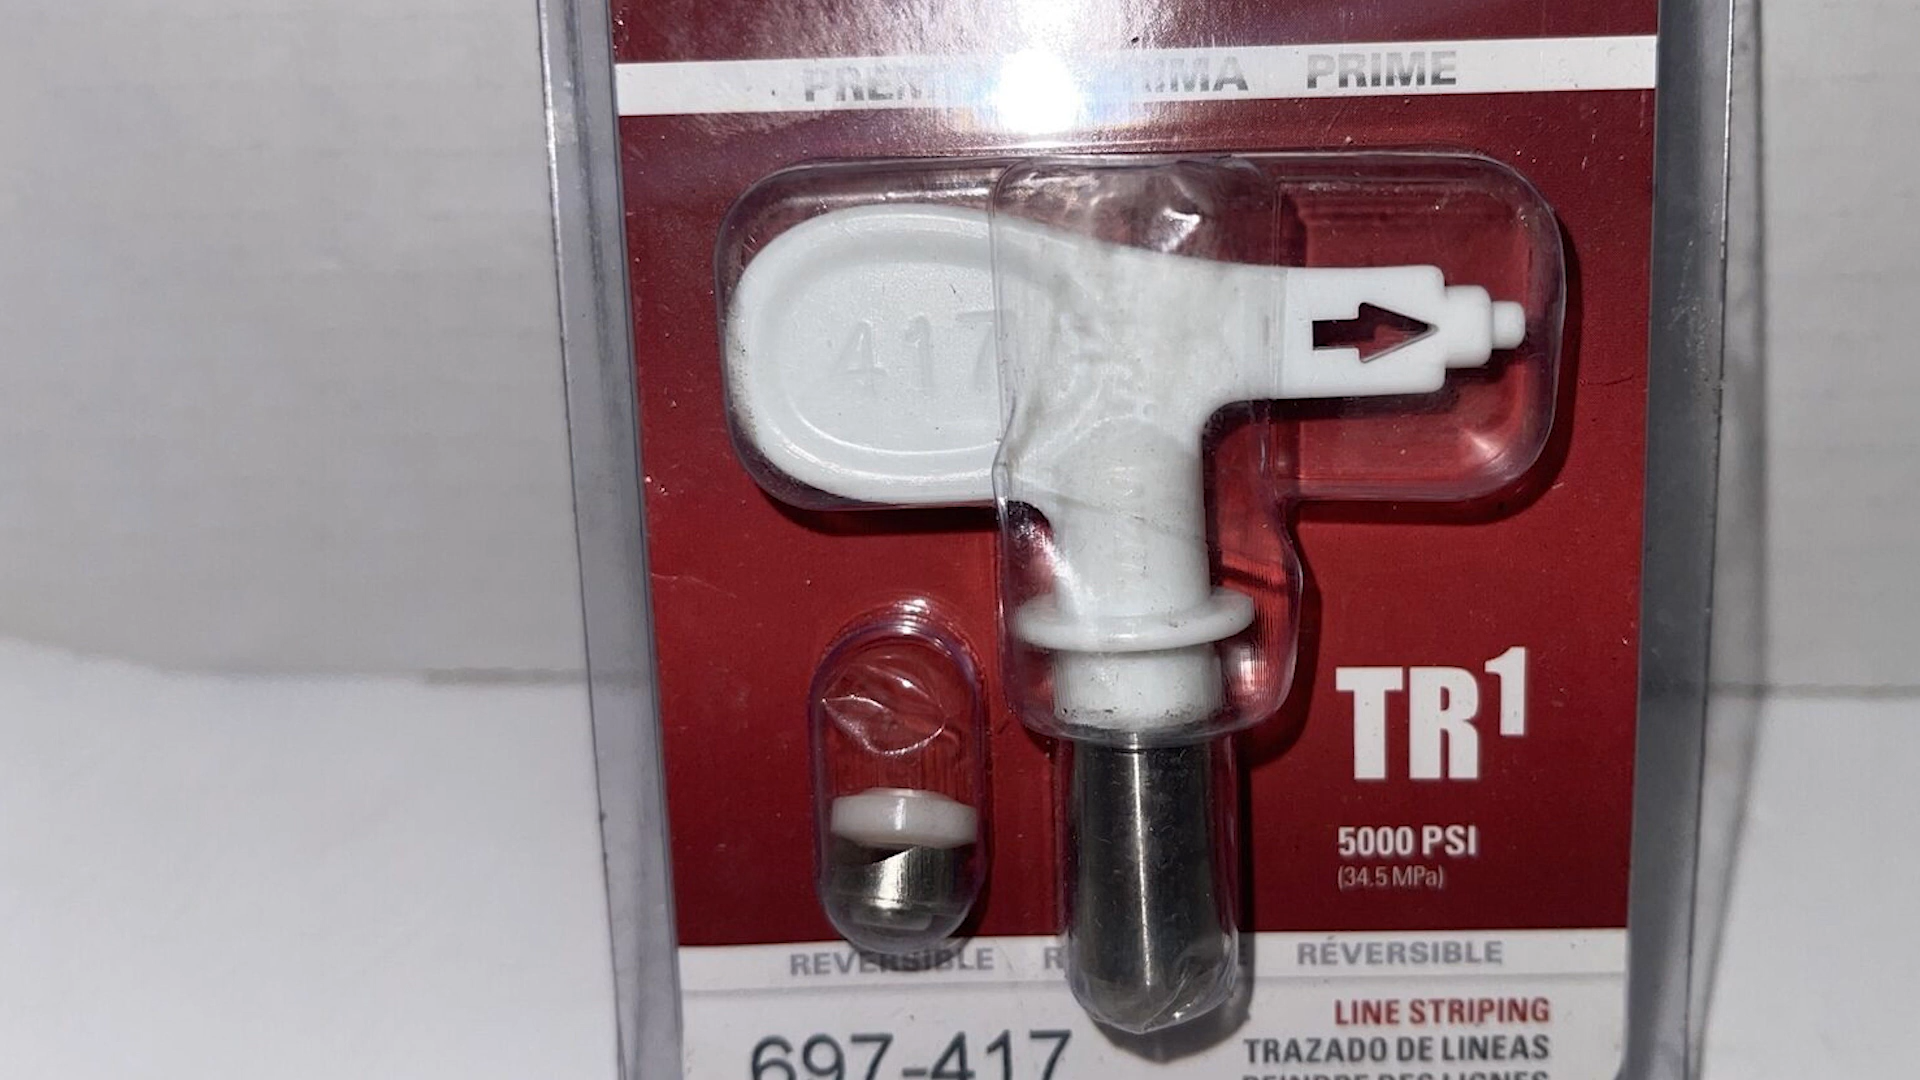 PRIME
417
TR1
5000 PSI
(34.5 MPa)
REVERSIBLE RÉVERSIBLE
697-417
LINE STRIPING
TRAZADO DE LINEAS